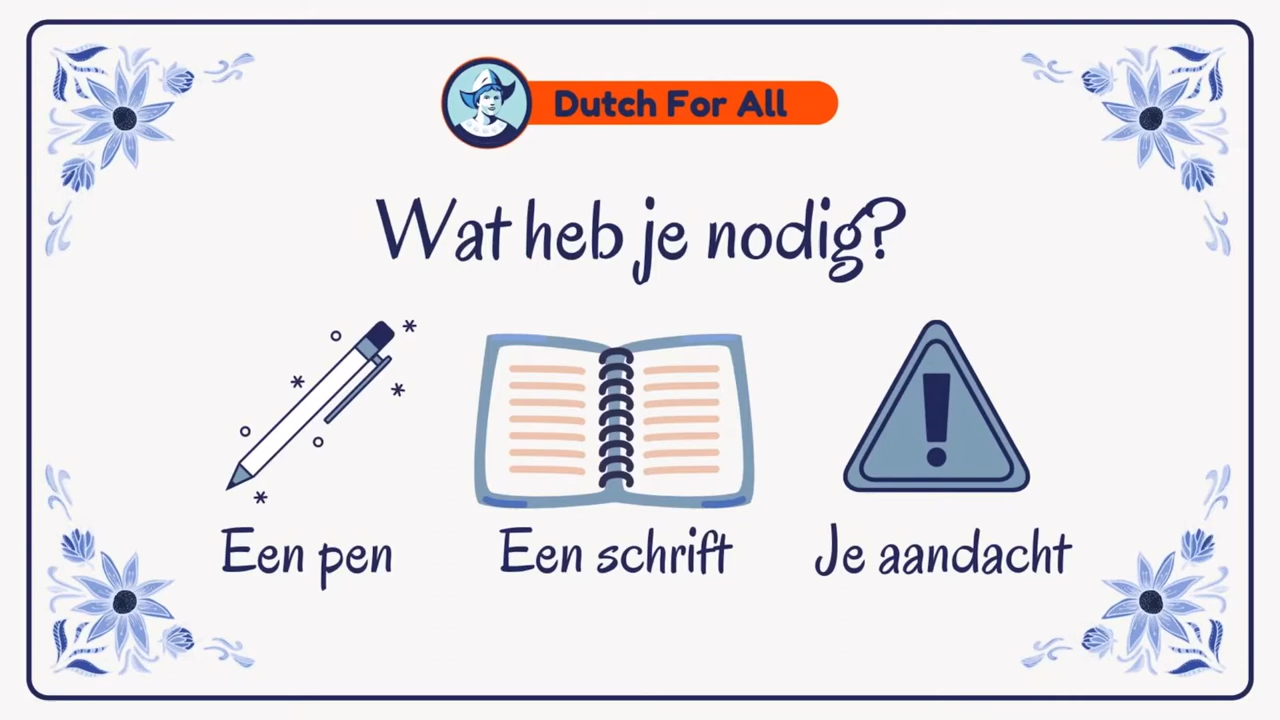 Dutch For All
Wat heb je nodig?
Een pen
Een schrift
Je aandacht